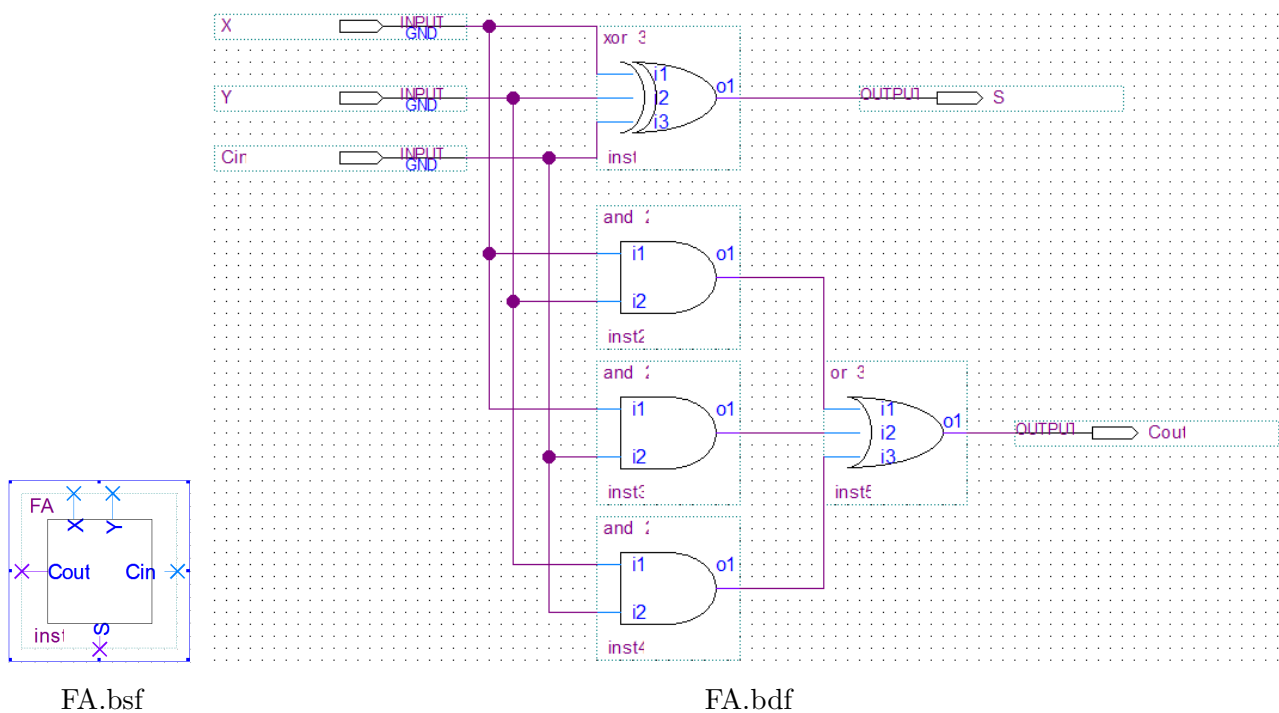 X INPUT GND
xor 3
i1
i2
i3
o1
Y INPUT GND
OUTPUT S
Cin INPUT GND
inst
and 2
i1
i2
o1
inst2
and 2
i1
i2
o1
inst3
or 3
i1
i2
i3
o1
inst5
OUTPUT Cout
and 2
i1
i2
o1
inst4
FA
X Y
Cout Cin
S
inst
FA.bsf
FA.bdf